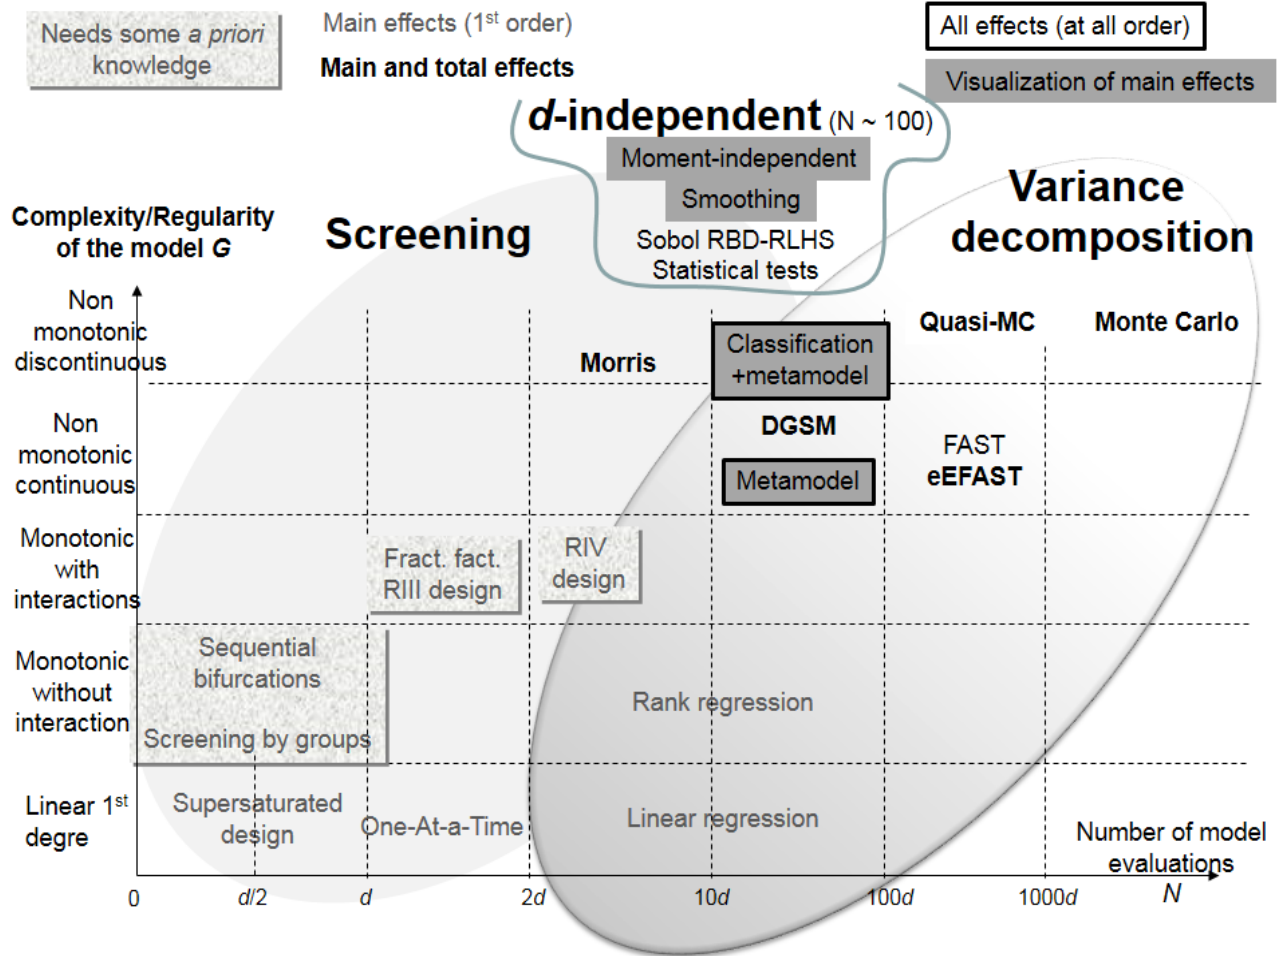 Needs some a priori
knowledge
Main effects (1st order)
Main and total effects
All effects (at all order)
Visualization of main effects
d-independent (N ~ 100)
Moment-independent
Smoothing
Sobol RBD-RLHS
Statistical tests
Screening
Variance
decomposition
Complexity/Regularity
of the model G
Non
monotonic
discontinuous
Morris
Classification
+metamodel
Quasi-MC
Monte Carlo
Non
monotonic
continuous
DGSM
Metamodel
FAST
eEFAST
Monotonic
with
interactions
Fract. fact.
RIII design
RIV
design
Monotonic
without
interaction
Sequential
bifurcations
Screening by groups
Rank regression
Linear 1st
degre
Supersaturated
design
One-At-a-Time
Linear regression
Number of model
evaluations
0
d/2
d
2d
10d
100d
1000d
N